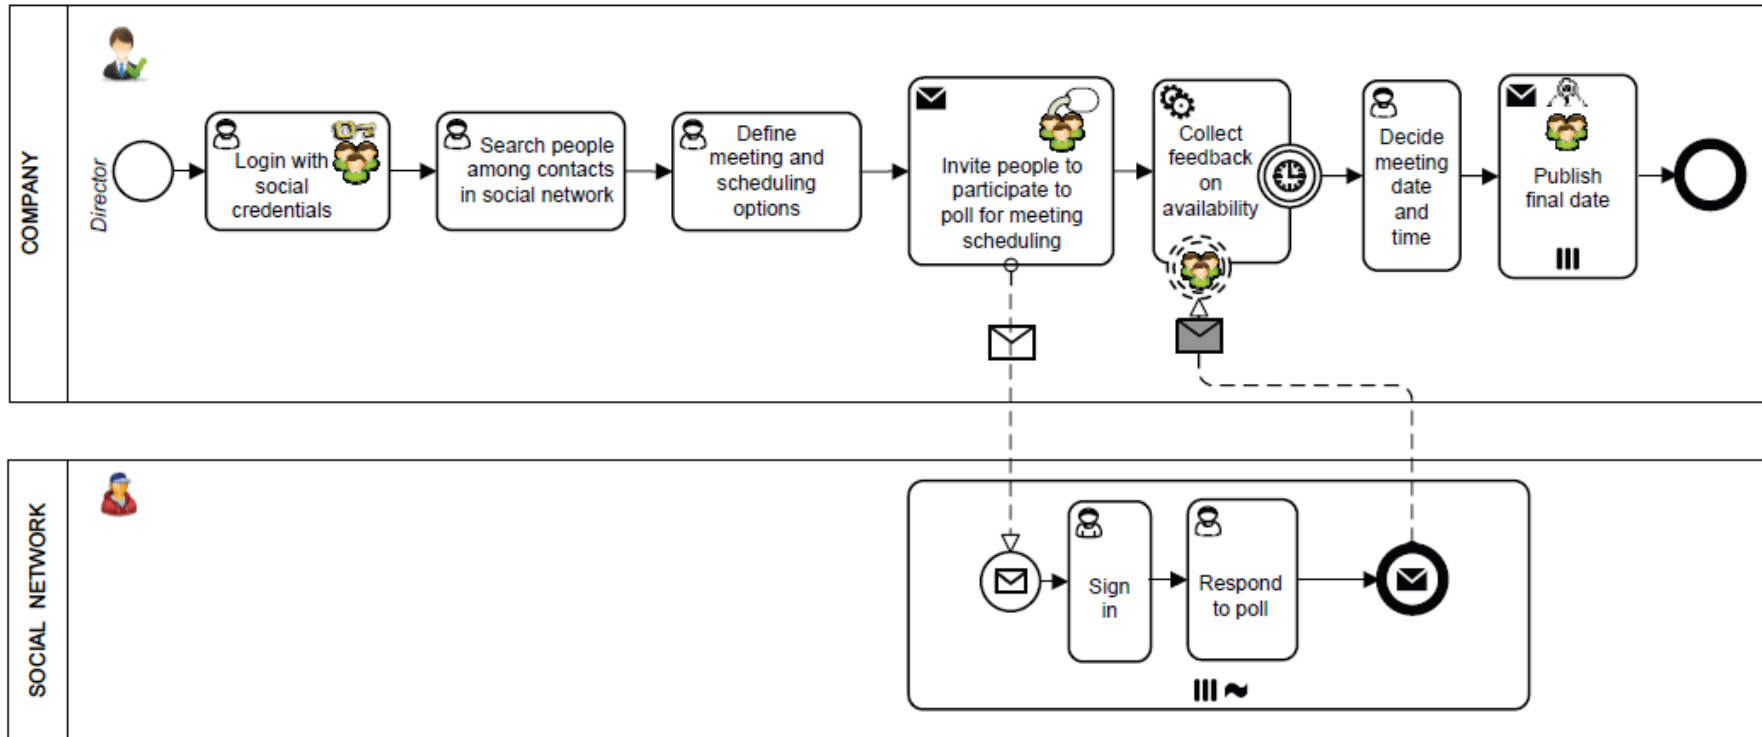 COMPANY
Director
Login with
social
credentials
Search people
among contacts
in social network
Define
meeting and
scheduling
options
Invite people to
participate to
poll for meeting
scheduling
Collect
feedback
on
availability
Decide
meeting
date
and
time
Publish
final date
SOCIAL NETWORK
Sign
in
Respond
to poll